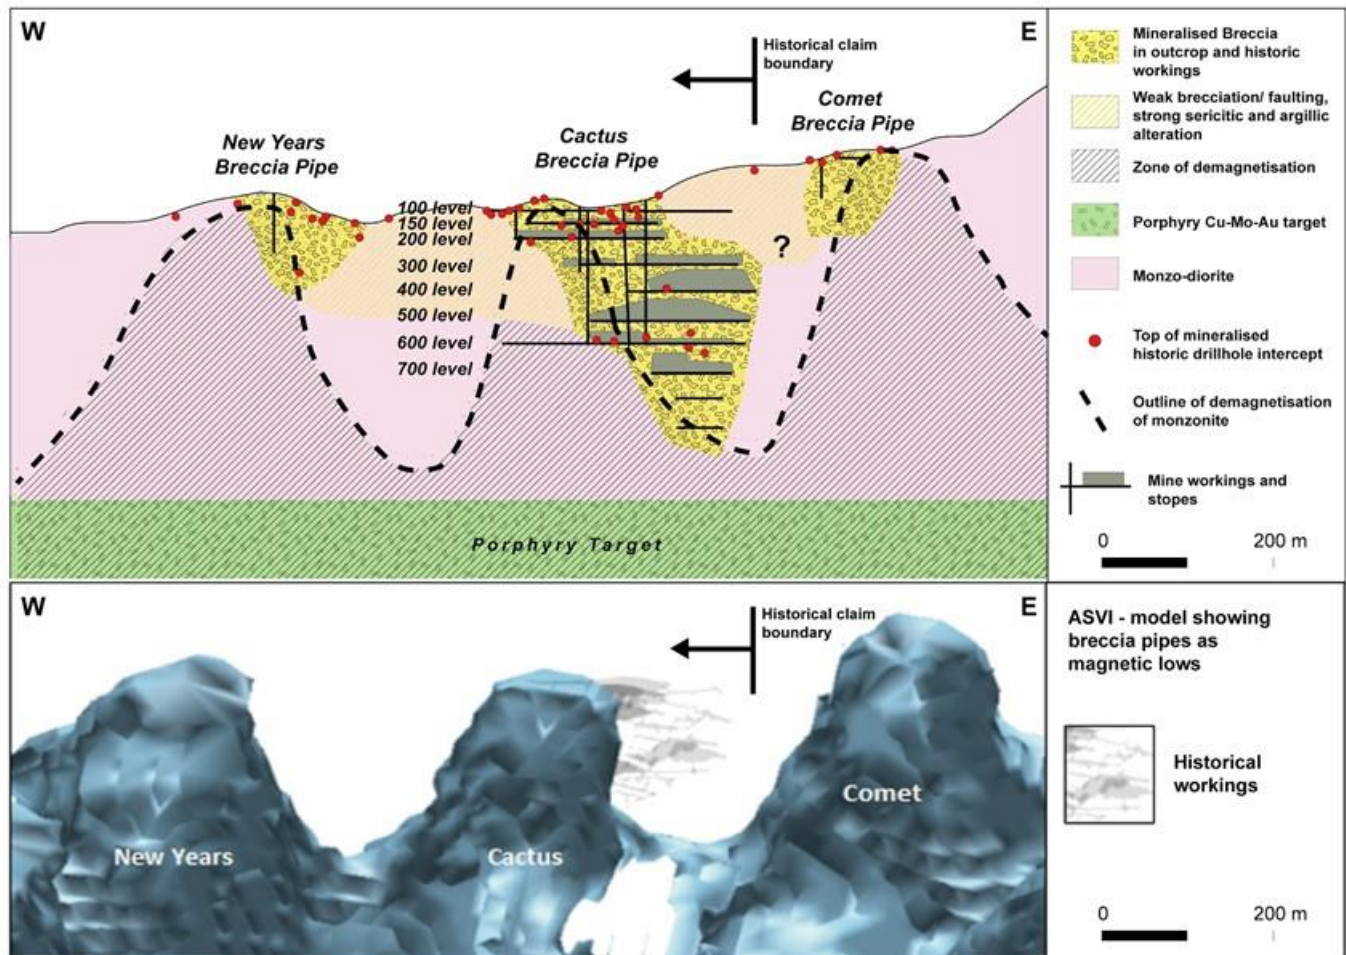 W
E
Historical claim
boundary
New Years
Breccia Pipe
Cactus
Breccia Pipe
Comet
Breccia Pipe
100 level
150 level
200 level
300 level
400 level
500 level
600 level
700 level
?
Porphyry Target
Mineralised Breccia
in outcrop and historic
workings
Weak brecciation/ faulting,
strong sericitic and argillic
alteration
Zone of demagnetisation
Porphyry Cu-Mo-Au target
Monzo-diorite
Top of mineralised
historic drillhole intercept
Outline of demagnetisation
of monzonite
Mine workings and
stopes
0 200 m
W
E
Historical claim
boundary
New Years
Cactus
Comet
ASVI - model showing
breccia pipes as
magnetic lows
Historical
workings
0 200 m